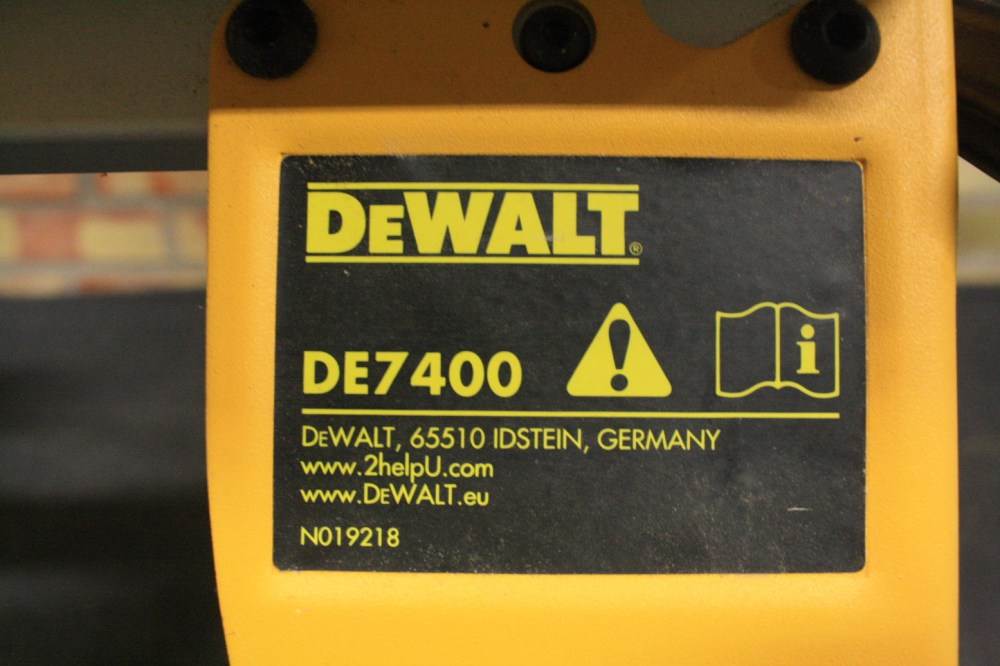 DEWALT®
DE7400
i
DEWALT, 65510 IDSTEIN, GERMANY
www.2helpU.com
www.DEWALT.eu
N019218